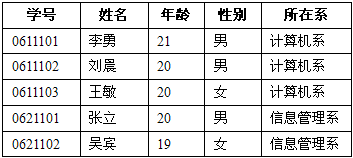 学号 姓名 年龄 性别 所在系
0611101 李勇 21 男 计算机系
0611102 刘晨 20 男 计算机系
0611103 王敏 20 女 计算机系
0621101 张立 20 男 信息管理系
0621102 吴宾 19 女 信息管理系